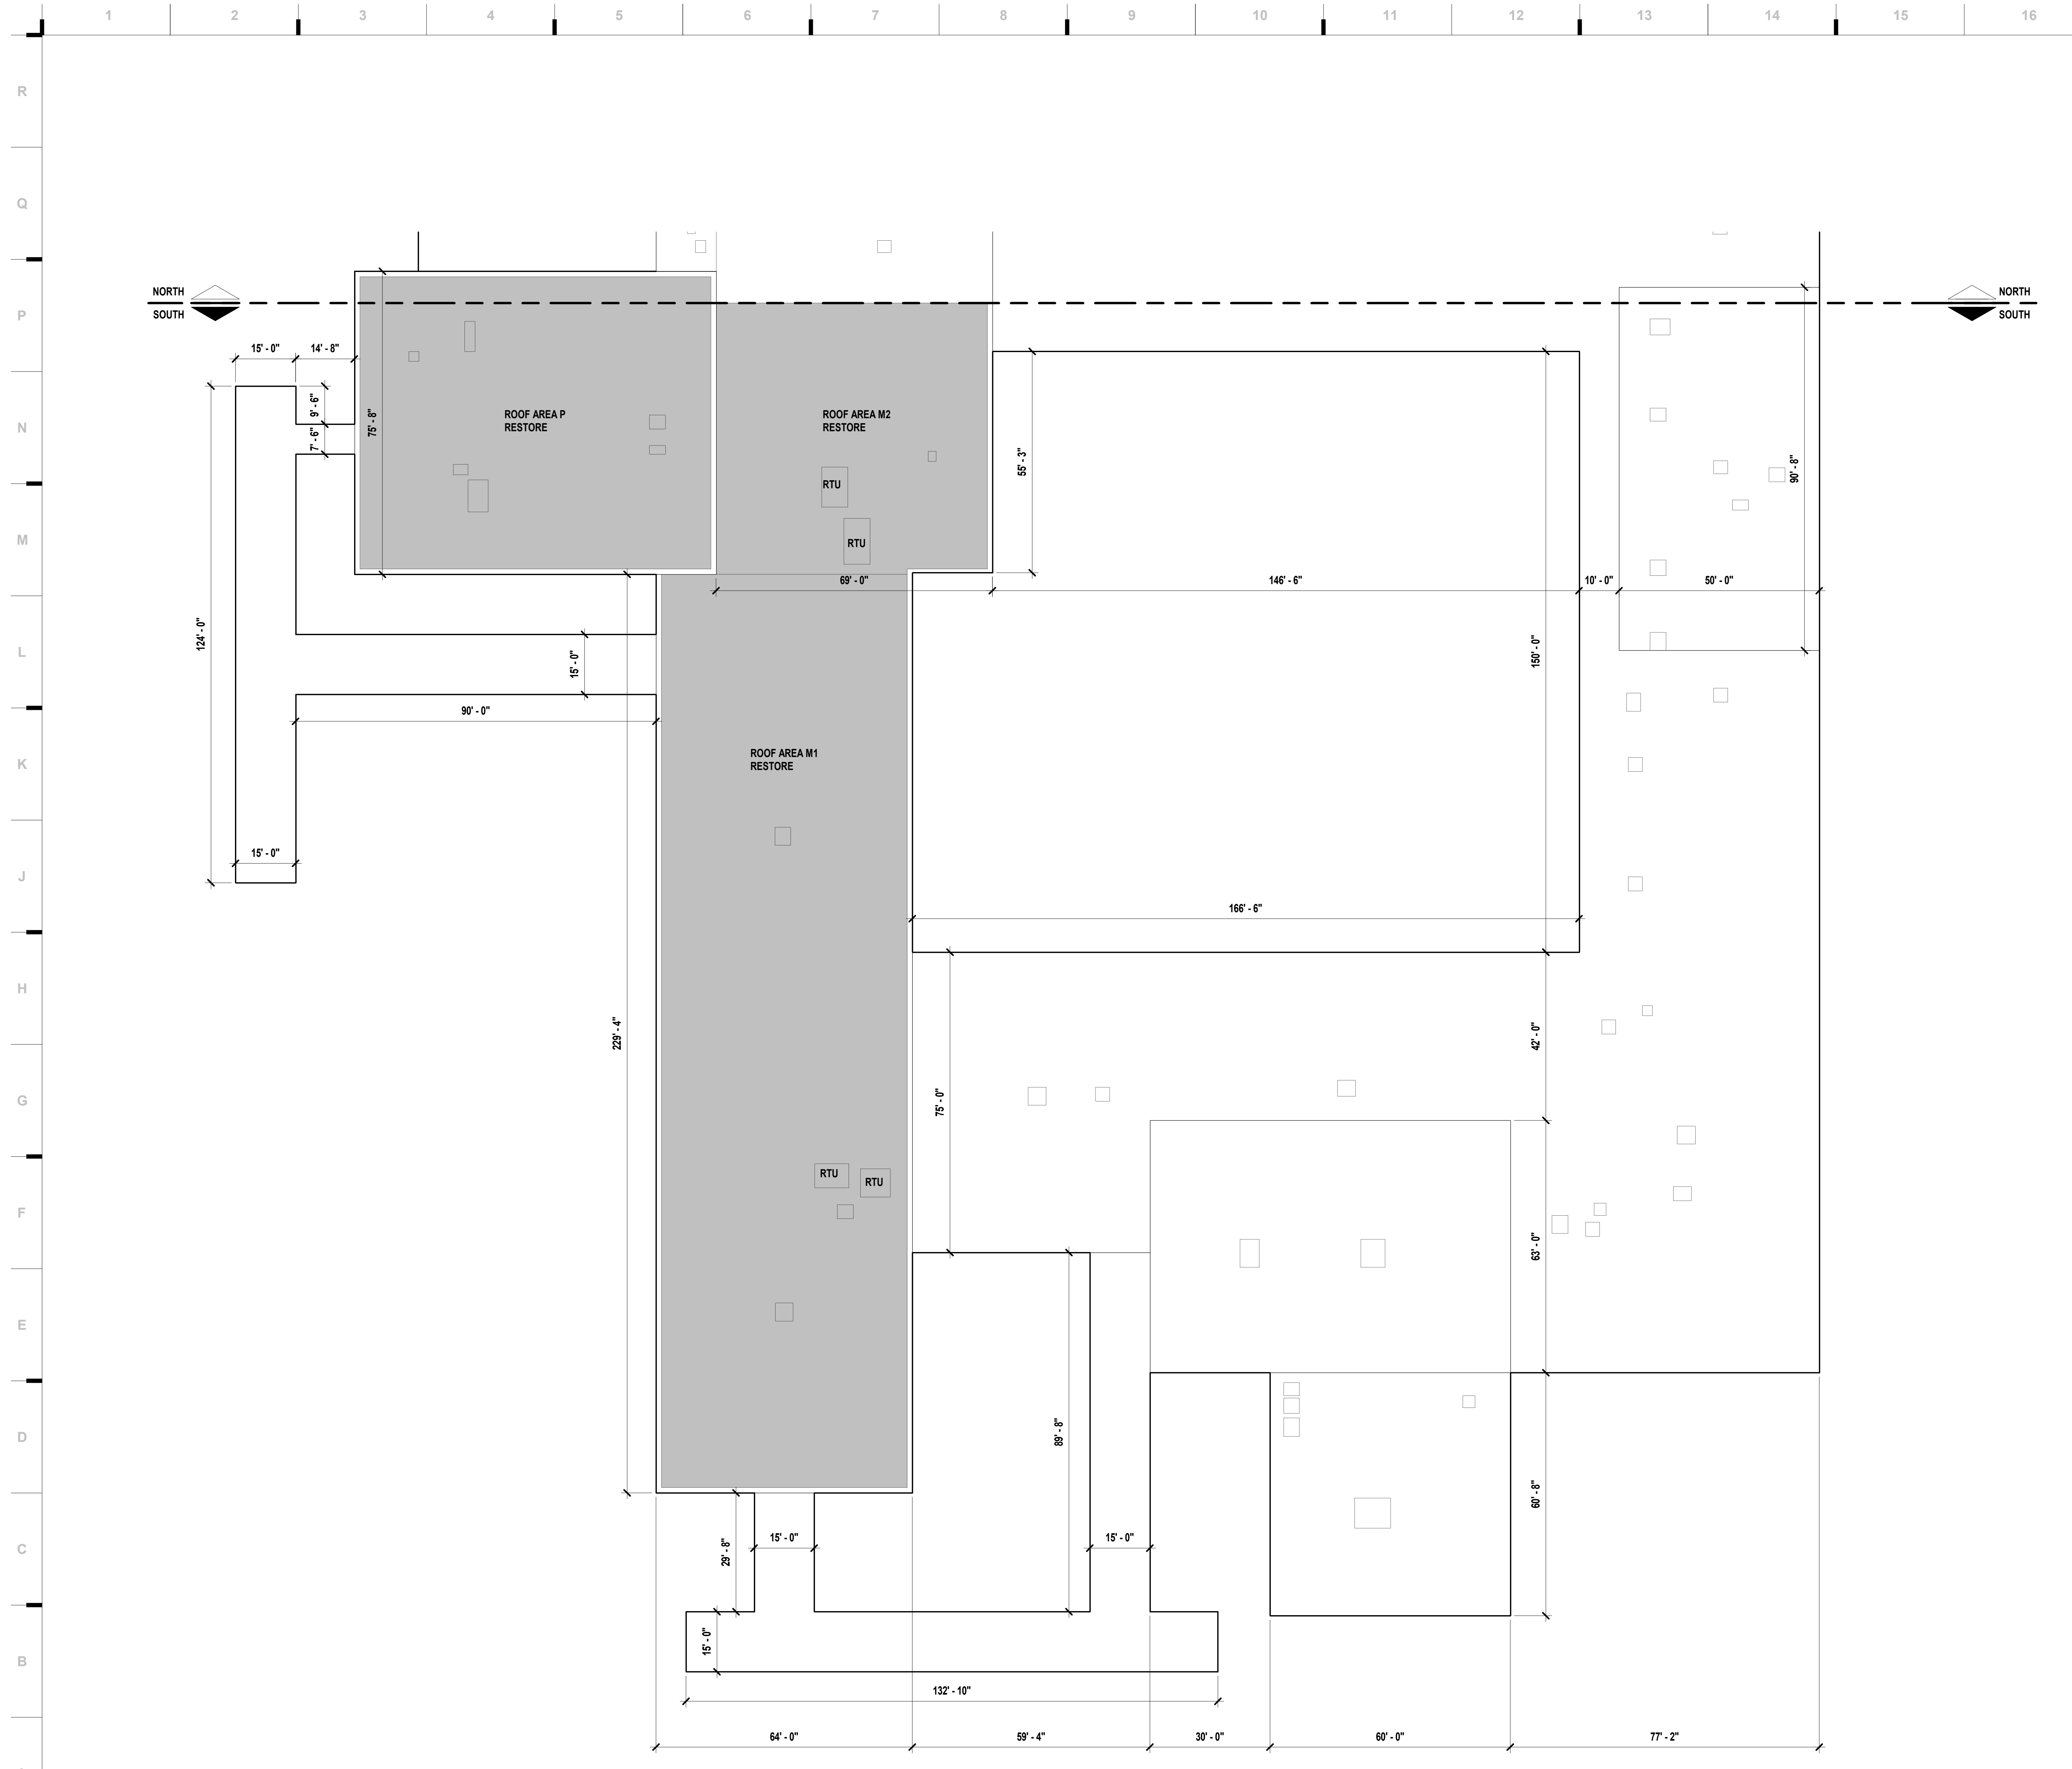 1 2 3 4 5 6 7 8 9 10 11 12 13 14 15 16
R
Q
NORTH
NORTH
P
SOUTH
SOUTH
15' - 0"
14' - 8"
9' - 6"
7' - 6"
75' - 8"
N
ROOF AREA P
RESTORE
ROOF AREA M2
RESTORE
55' - 3"
90' - 8"
RTU
M
RTU
69' - 0"
146' - 6"
10' - 0"
50' - 0"
124' - 0"
L
15' - 0"
150' - 0"
90' - 0"
K
ROOF AREA M1
RESTORE
15' - 0"
J
166' - 6"
H
229' - 4"
42' - 0"
G
75' - 0"
RTU
RTU
F
63' - 0"
E
D
89' - 8"
60' - 8"
C
29' - 8"
15' - 0"
15' - 0"
B
15' - 0"
132' - 10"
64' - 0"
59' - 4"
30' - 0"
60' - 0"
77' - 2"